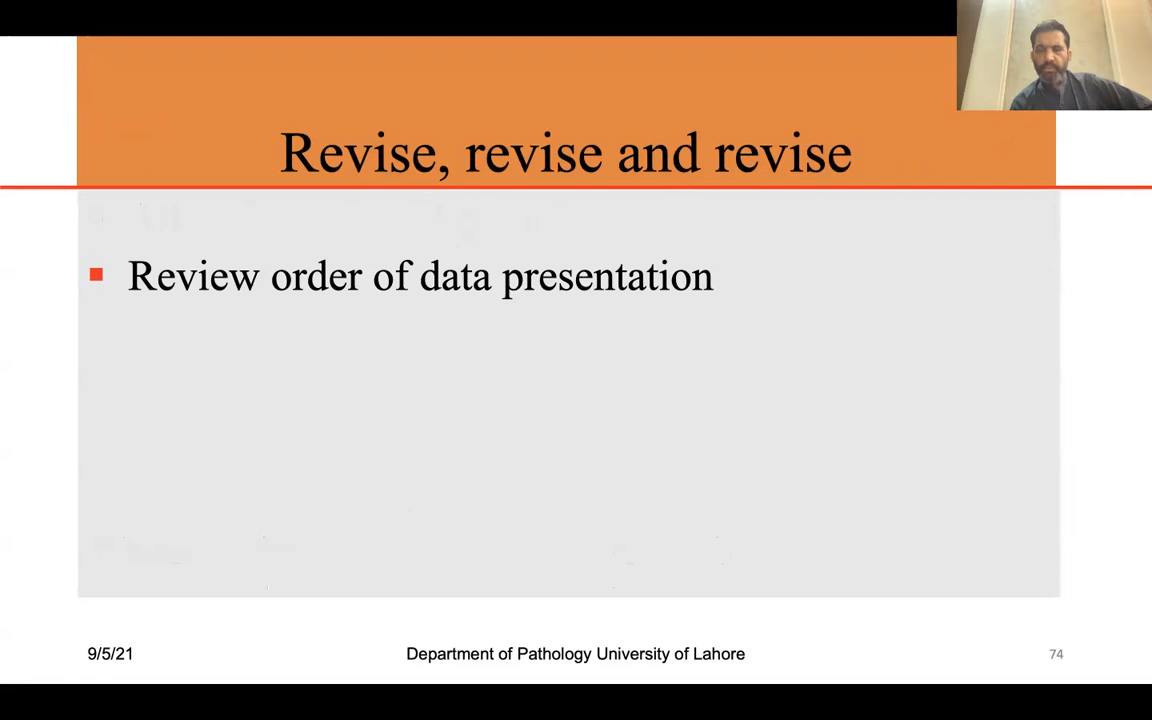 Revise, revise and revise
Review order of data presentation
9/5/21
Department of Pathology University of Lahore
74